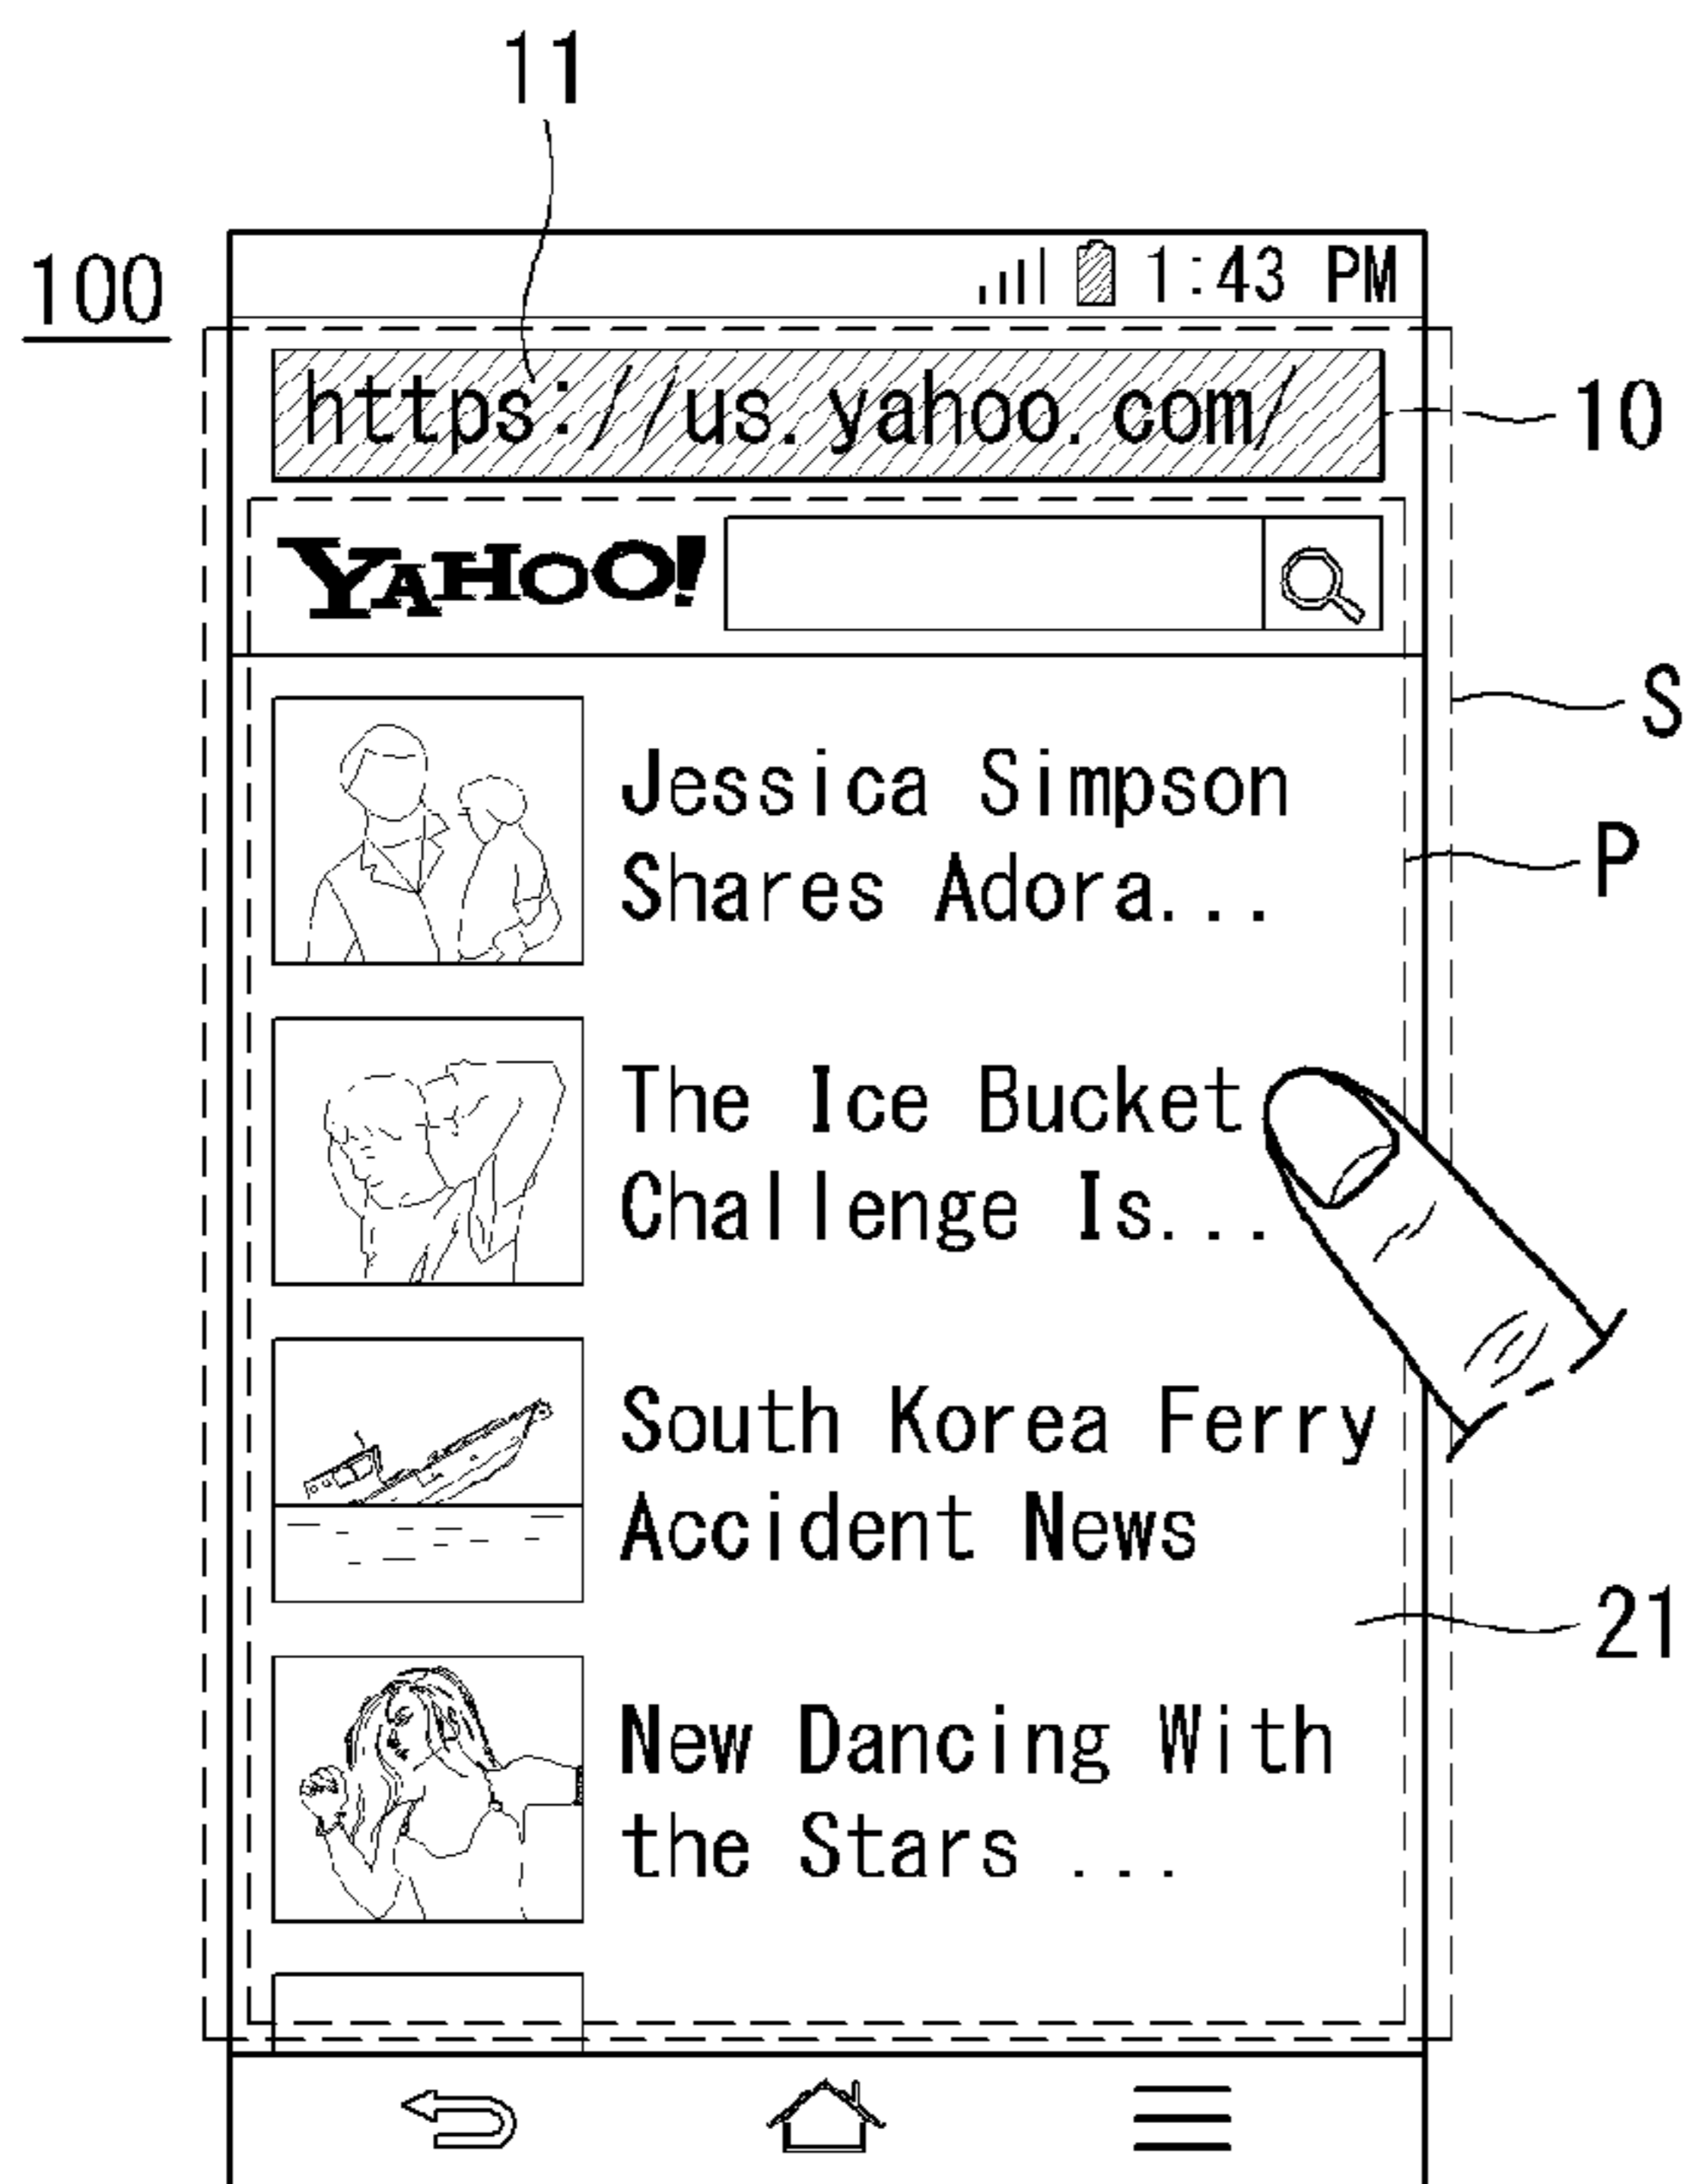 11
100
1:43 PM
https://us.yahoo.com/
10
YAHOO!
S
Jessica Simpson
Shares Adora...
P
The Ice Bucket
Challenge Is...
South Korea Ferry
Accident News
21
New Dancing With
the Stars ...